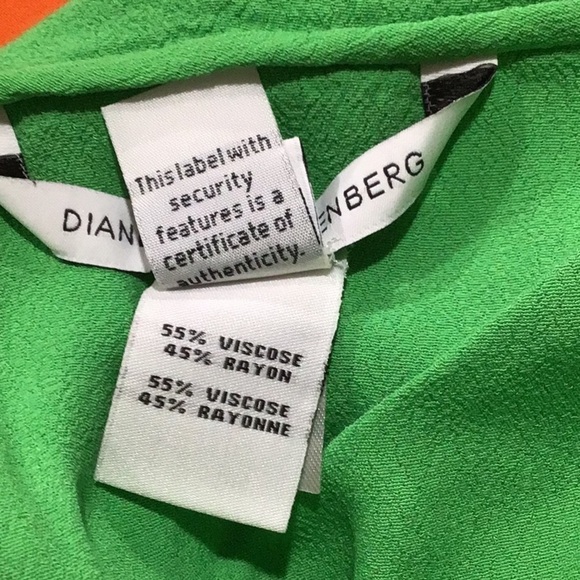 This label with
security
features is a
certificate of
authenticity.
DIAN
ENBERG
55% VISCOSE
45% RAYON
55% VISCOSE
45% RAYONNE